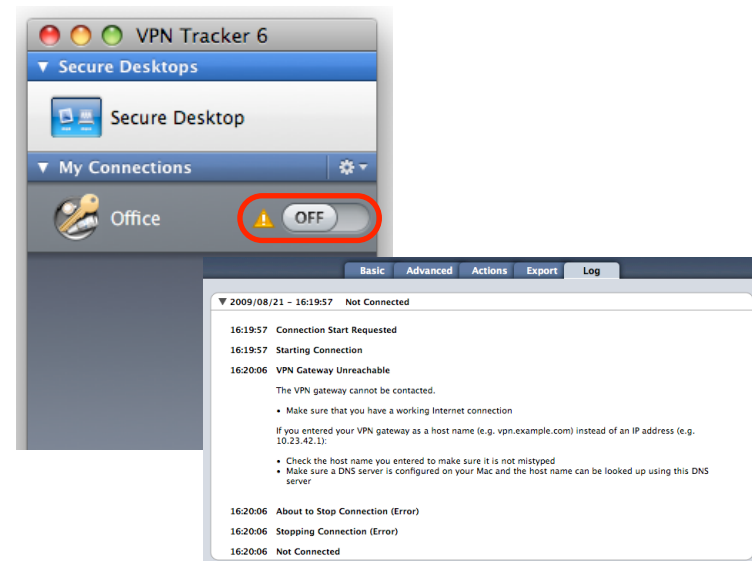 VPN Tracker 6
Secure Desktops
Secure Desktop
My Connections
Office
OFF
Basic Advanced Actions Export Log
2009/08/21 - 16:19:57 Not Connected
16:19:57 Connection Start Requested
16:19:57 Starting Connection
16:20:06 VPN Gateway Unreachable
The VPN gateway cannot be contacted.
• Make sure that you have a working Internet connection
If you entered your VPN gateway as a host name (e.g. vpn.example.com) instead of an IP address (e.g.
10.23.42.1):
• Check the host name you entered to make sure it is not mistyped
• Make sure a DNS server is configured on your Mac and the host name can be looked up using this DNS
server
16:20:06 About to Stop Connection (Error)
16:20:06 Stopping Connection (Error)
16:20:06 Not Connected